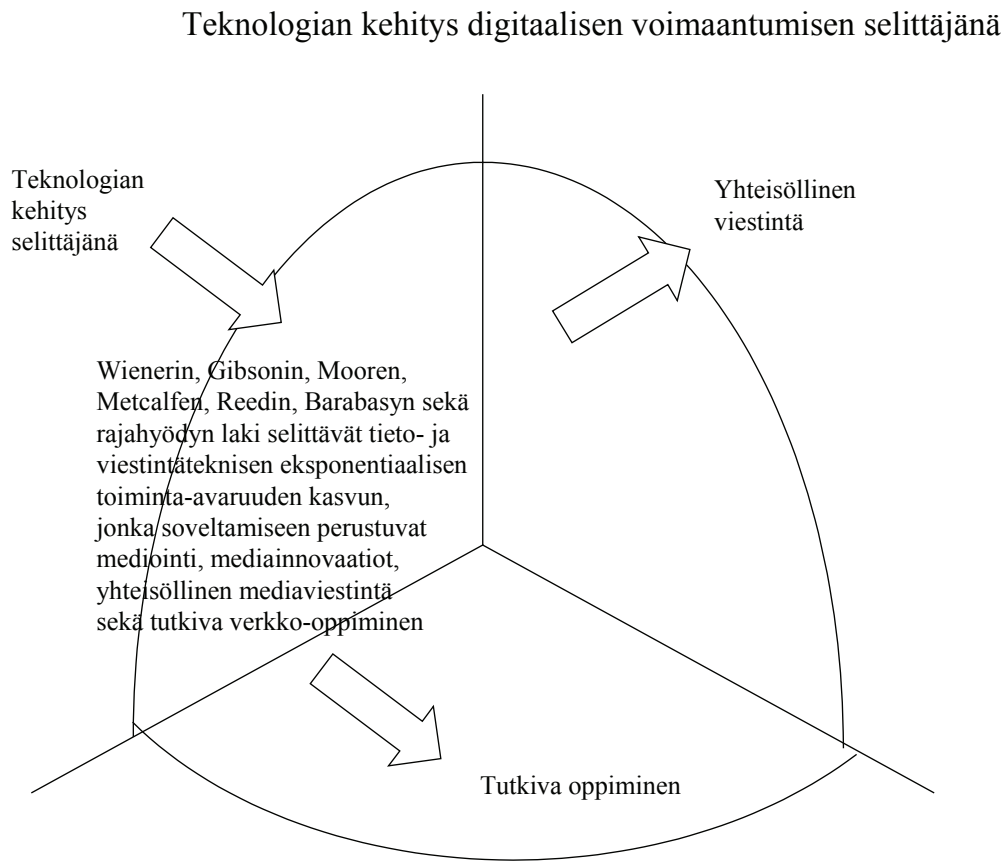 Teknologian kehitys digitaalisen voimaantumisen selittäjänä
Teknologian
kehitys
selittäjänä
Yhteisöllinen
viestintä
Wienerin, Gibsonin, Mooren,
Metcalfen, Reedin, Barabasyn sekä
rajahyödyn laki selittävät tieto- ja
viestintäteknisen eksponentiaalisen
toiminta-avaruuden kasvun,
jonka soveltamiseen perustuvat
mediointi, mediainnovaatiot,
yhteisöllinen mediaviestintä
sekä tutkiva verkko-oppiminen
Tutkiva oppiminen